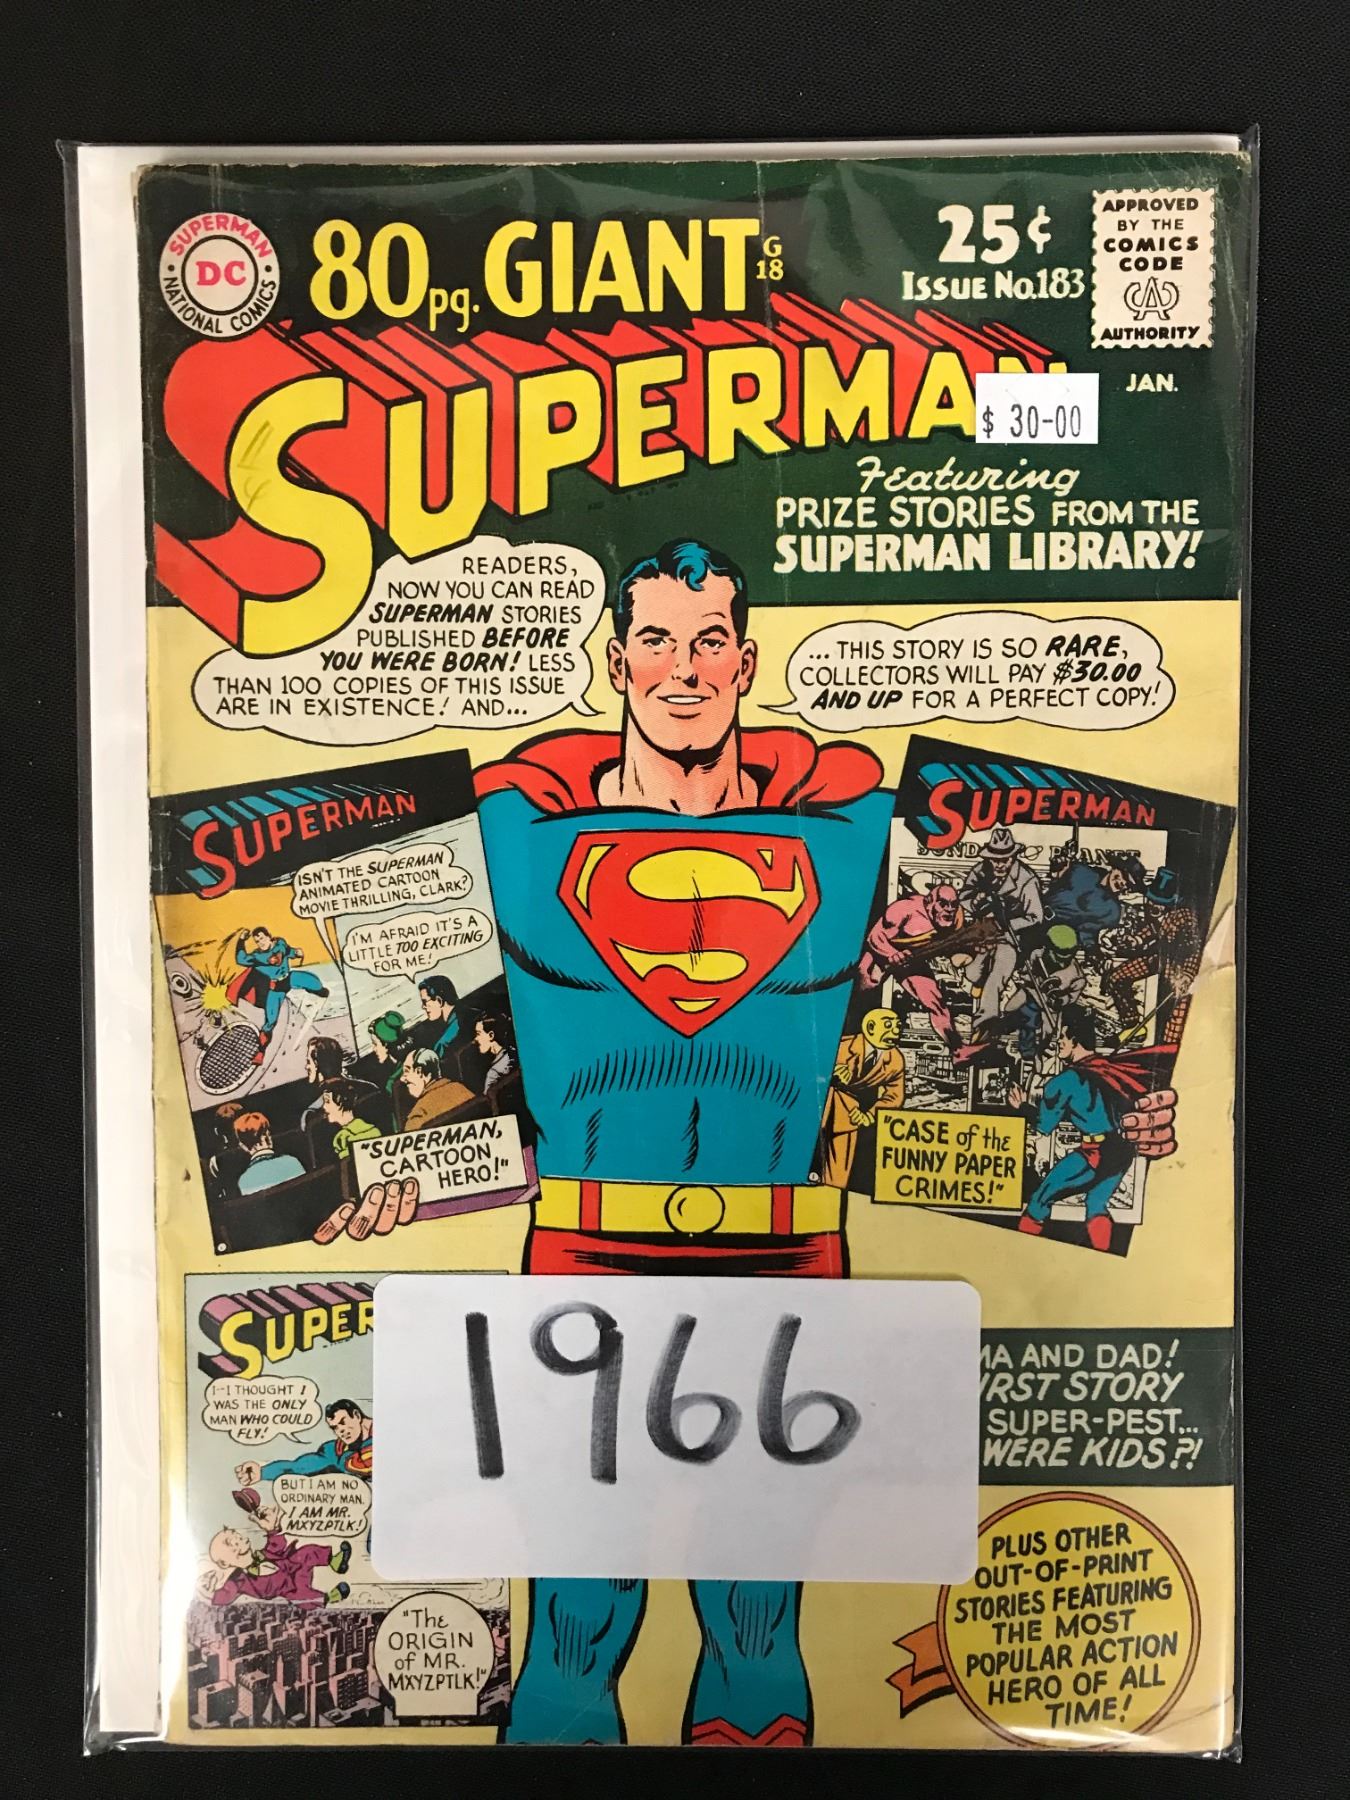 SUPERMAN
DC
NATIONAL COMICS
80pg. GIANT
G
18
25¢
ISSUE No.183
APPROVED
BY THE
COMICS
CODE
CA
AUTHORITY
JAN.
SUPERMAN
$ 30-00
Featuring
PRIZE STORIES FROM THE
SUPERMAN LIBRARY!
READERS,
NOW YOU CAN READ
SUPERMAN STORIES
PUBLISHED BEFORE
YOU WERE BORN! LESS
THAN 100 COPIES OF THIS ISSUE
ARE IN EXISTENCE! AND...
...THIS STORY IS SO RARE,
COLLECTORS WILL PAY $30.00
AND UP FOR A PERFECT COPY!
SUPERMAN
ISN'T THE SUPERMAN
ANIMATED CARTOON
MOVIE THRILLING, CLARK?
I'M AFRAID IT'S A
LITTLE TOO EXCITING
FOR ME!
"SUPERMAN,
CARTOON
HERO!"
S
SUPERMAN
PLANET
"CASE of the
FUNNY PAPER
CRIMES!"
1966
SUPER
I--I THOUGHT I
WAS THE ONLY
MAN WHO COULD
FLY!
BUT I AM NO
ORDINARY MAN.
I AM MR.
MXYZPTLK!
"The
ORIGIN
of MR.
MXYZPTLK!"
MA AND DAD!
IRST STORY
SUPER-PEST...
WERE KIDS?!
PLUS OTHER
OUT-OF-PRINT
STORIES FEATURING
THE MOST
POPULAR ACTION
HERO OF ALL
TIME!